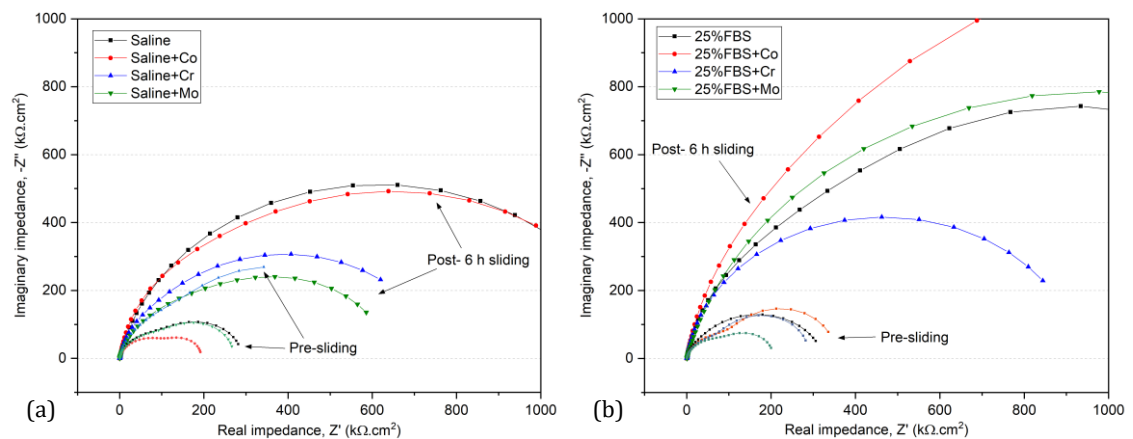 1000
800
600
400
200
0
Imaginary impedance, -Z" (kΩ.cm²)
Saline
Saline+Co
Saline+Cr
Saline+Mo
Post- 6 h sliding
Pre-sliding
0 200 400 600 800 1000
Real impedance, Z' (kΩ.cm²)
(a)
1000
800
600
400
200
0
Imaginary impedance, -Z" (kΩ.cm²)
25%FBS
25%FBS+Co
25%FBS+Cr
25%FBS+Mo
Post- 6 h sliding
Pre-sliding
0 200 400 600 800 1000
Real impedance, Z' (kΩ.cm²)
(b)